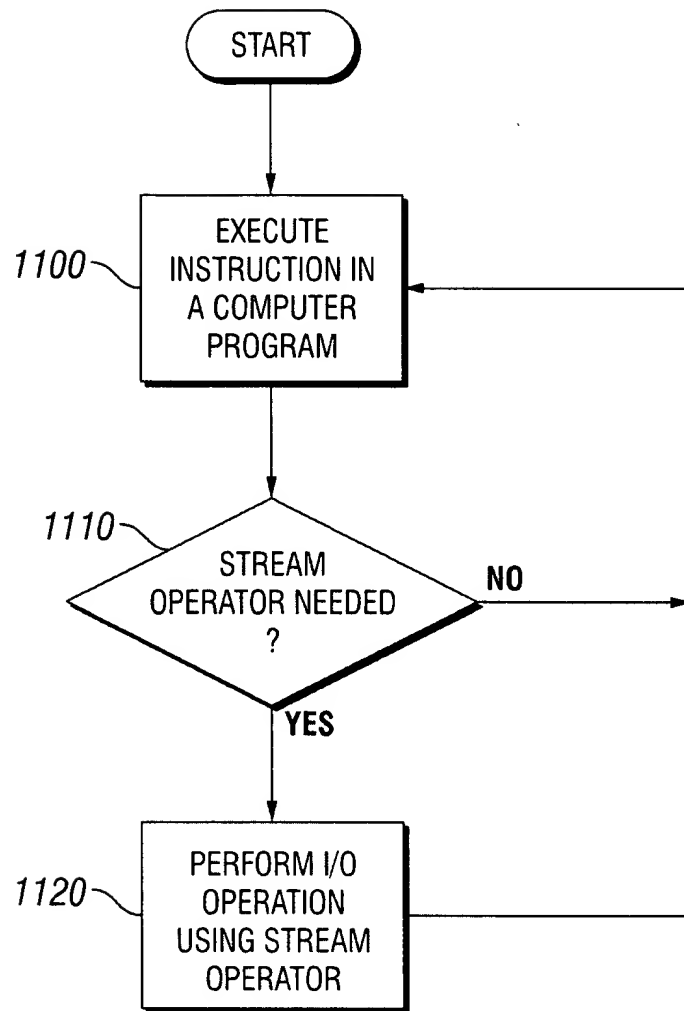 START
1100
EXECUTE
INSTRUCTION IN
A COMPUTER
PROGRAM
1110
STREAM
OPERATOR NEEDED
?
NO
YES
1120
PERFORM I/O
OPERATION
USING STREAM
OPERATOR